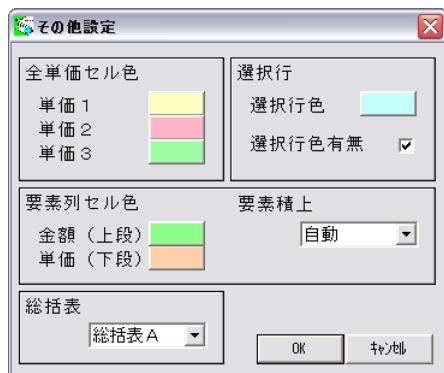 その他設定
全単価セル色
単価１
単価２
単価３
選択行
選択行色
選択行色有無
要素列セル色
金額（上段）
単価（下段）
要素積上
自動
総括表
総括表Ａ
OK
ｷｬﾝｾﾙ